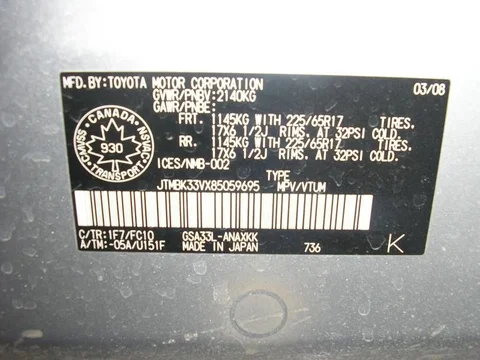 MFD.BY:TOYOTA MOTOR CORPORATION 03/08
GVWR/PNBV:2140KG
GAWR/PNBE:
FRT. 1145KG WITH 225/65R17 TIRES.
17X6 1/2J RIMS. AT 32PSI COLD
RR. 1145KG WITH 225/65R17 TIRES.
17X6 1/2J RIMS. AT 32PSI COLD
CANADA
CMVSS NSVAC
930
TRANSPORT
ICES/NMB-002
TYPE
JTMBK33VX85059695 MPV/VTUM
C/TR:1F7/FC10 GSA33L-ANAXKK
A/TM:-05A/U151F MADE IN JAPAN 736 K